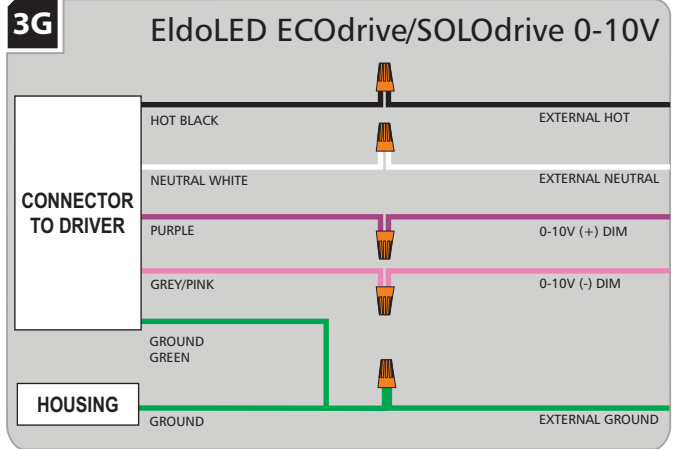 3G
EldoLED ECOdrive/SOLOdrive 0-10V
HOT BLACK
EXTERNAL HOT
NEUTRAL WHITE
EXTERNAL NEUTRAL
CONNECTOR
TO DRIVER
PURPLE
0-10V (+) DIM
GREY/PINK
0-10V (-) DIM
GROUND
GREEN
HOUSING
GROUND
EXTERNAL GROUND